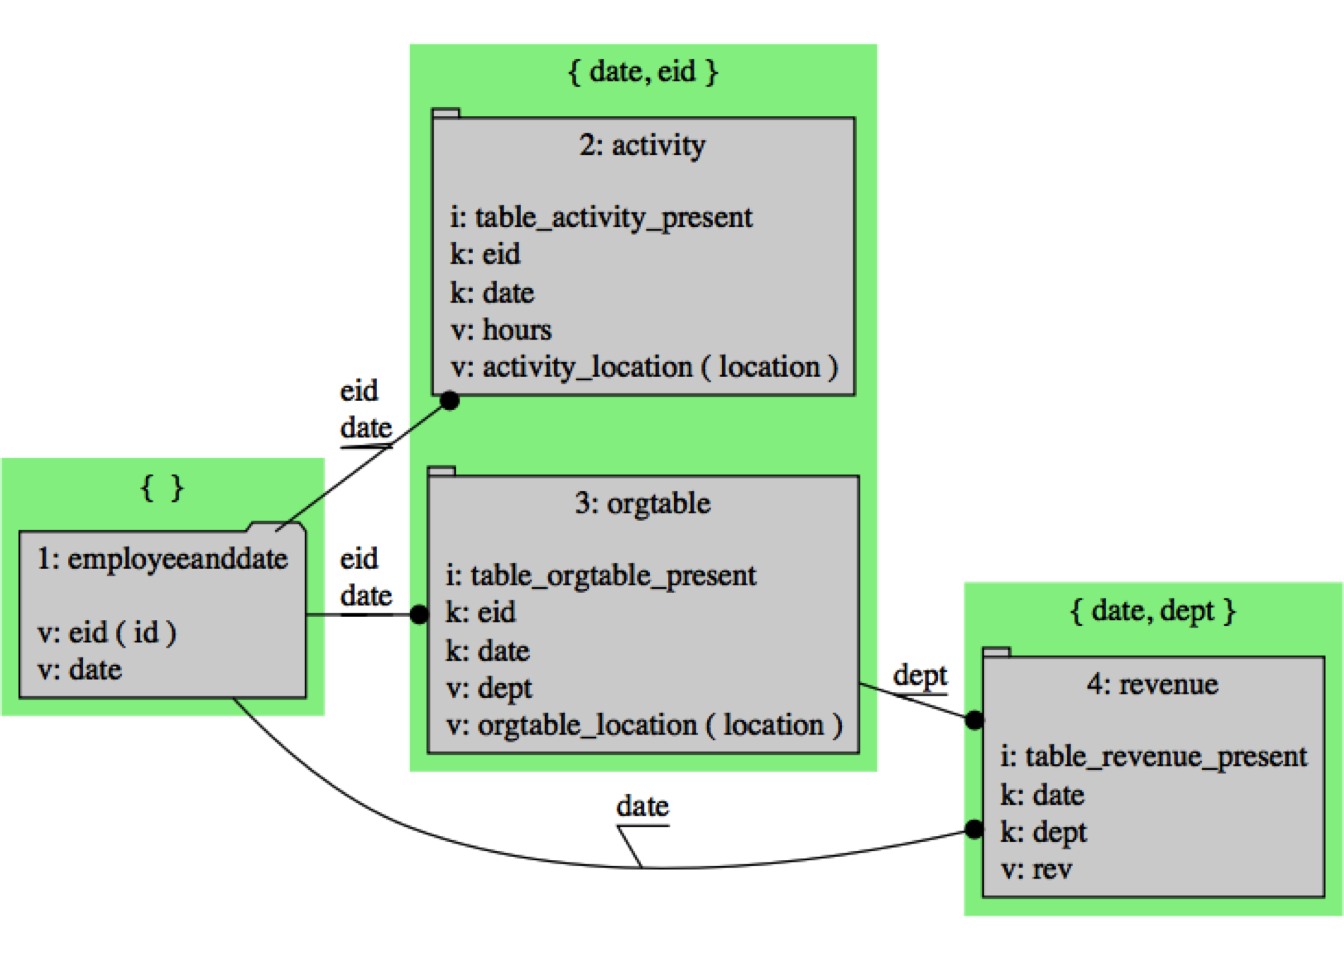 { date, eid }
2: activity
i: table_activity_present
k: eid
k: date
v: hours
v: activity_location ( location )
eid
date
{ }
1: employeeanddate
v: eid ( id )
v: date
eid
date
3: orgtable
i: table_orgtable_present
k: eid
k: date
v: dept
v: orgtable_location ( location )
dept
date
{ date, dept }
4: revenue
i: table_revenue_present
k: date
k: dept
v: rev